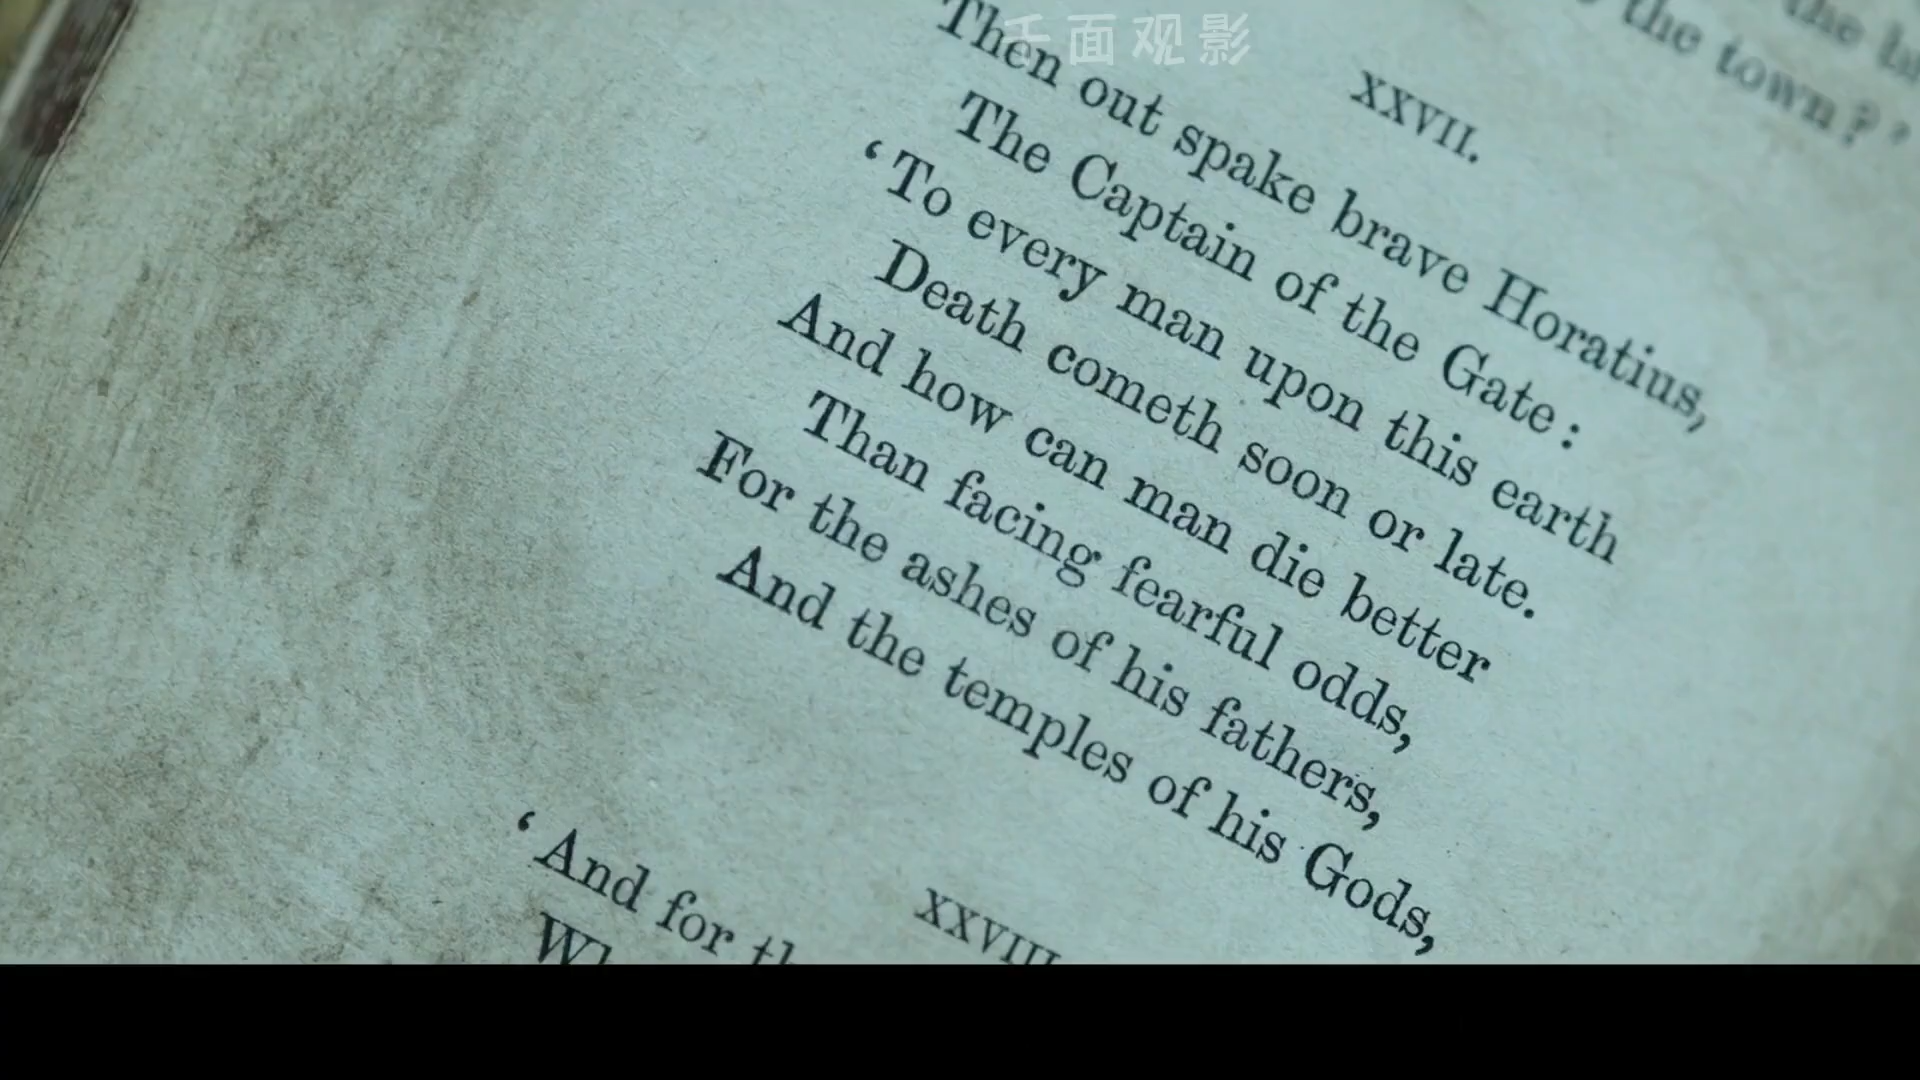 千面观影
the
the town?’
XXVII.
Then out spake brave Horatius,
The Captain of the Gate:
‘To every man upon this earth
Death cometh soon or late.
And how can man die better
Than facing fearful odds,
For the ashes of his fathers,
And the temples of his Gods,
XXVIII
‘And for